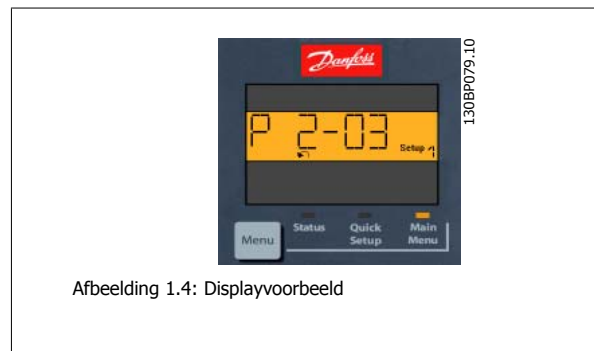 Danfoss
P 2-03
Setup 1
Status
Quick Setup
Main Menu
Menu
130BP079.10
Afbeelding 1.4: Displayvoorbeeld